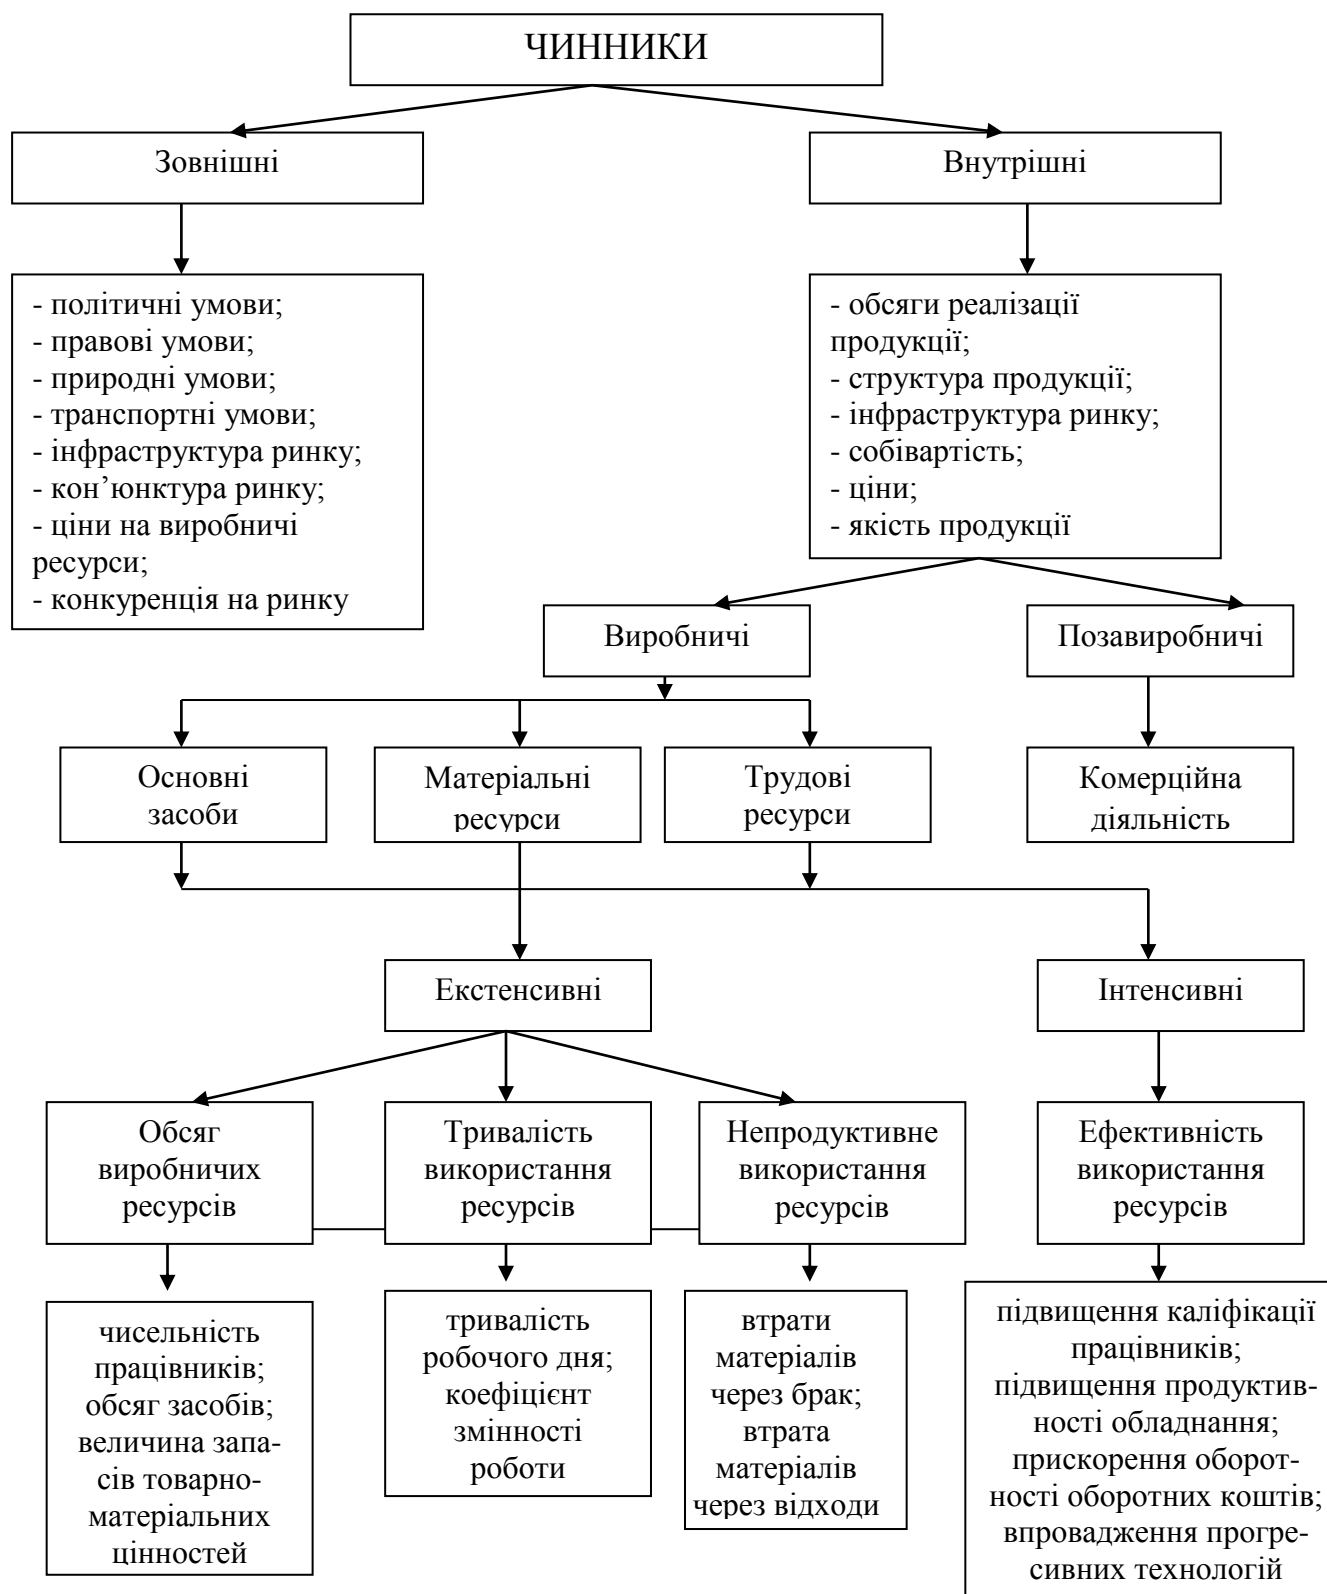 ЧИННИКИ
Зовнішні
Внутрішні
- політичні умови;
- правові умови;
- природні умови;
- транспортні умови;
- інфраструктура ринку;
- кон’юнктура ринку;
- ціни на виробничі
ресурси;
- конкуренція на ринку
- обсяги реалізації
продукції;
- структура продукції;
- інфраструктура ринку;
- собівартість;
- ціни;
- якість продукції
Виробничі
Позавиробничі
Основні
засоби
Матеріальні
ресурси
Трудові
ресурси
Комерційна
діяльність
Екстенсивні
Інтенсивні
Обсяг
виробничих
ресурсів
Тривалість
використання
ресурсів
Непродуктивне
використання
ресурсів
Ефективність
використання
ресурсів
чисельність
працівників;
обсяг засобів;
величина запа-
сів товарно-
матеріальних
цінностей
тривалість
робочого дня;
коефіцієнт
змінності
роботи
втрати
матеріалів
через брак;
втрата
матеріалів
через відходи
підвищення каліфікації
працівників;
підвищення продуктив-
ності обладнання;
прискорення оборот-
ності оборотних коштів;
впровадження прогре-
сивних технологій